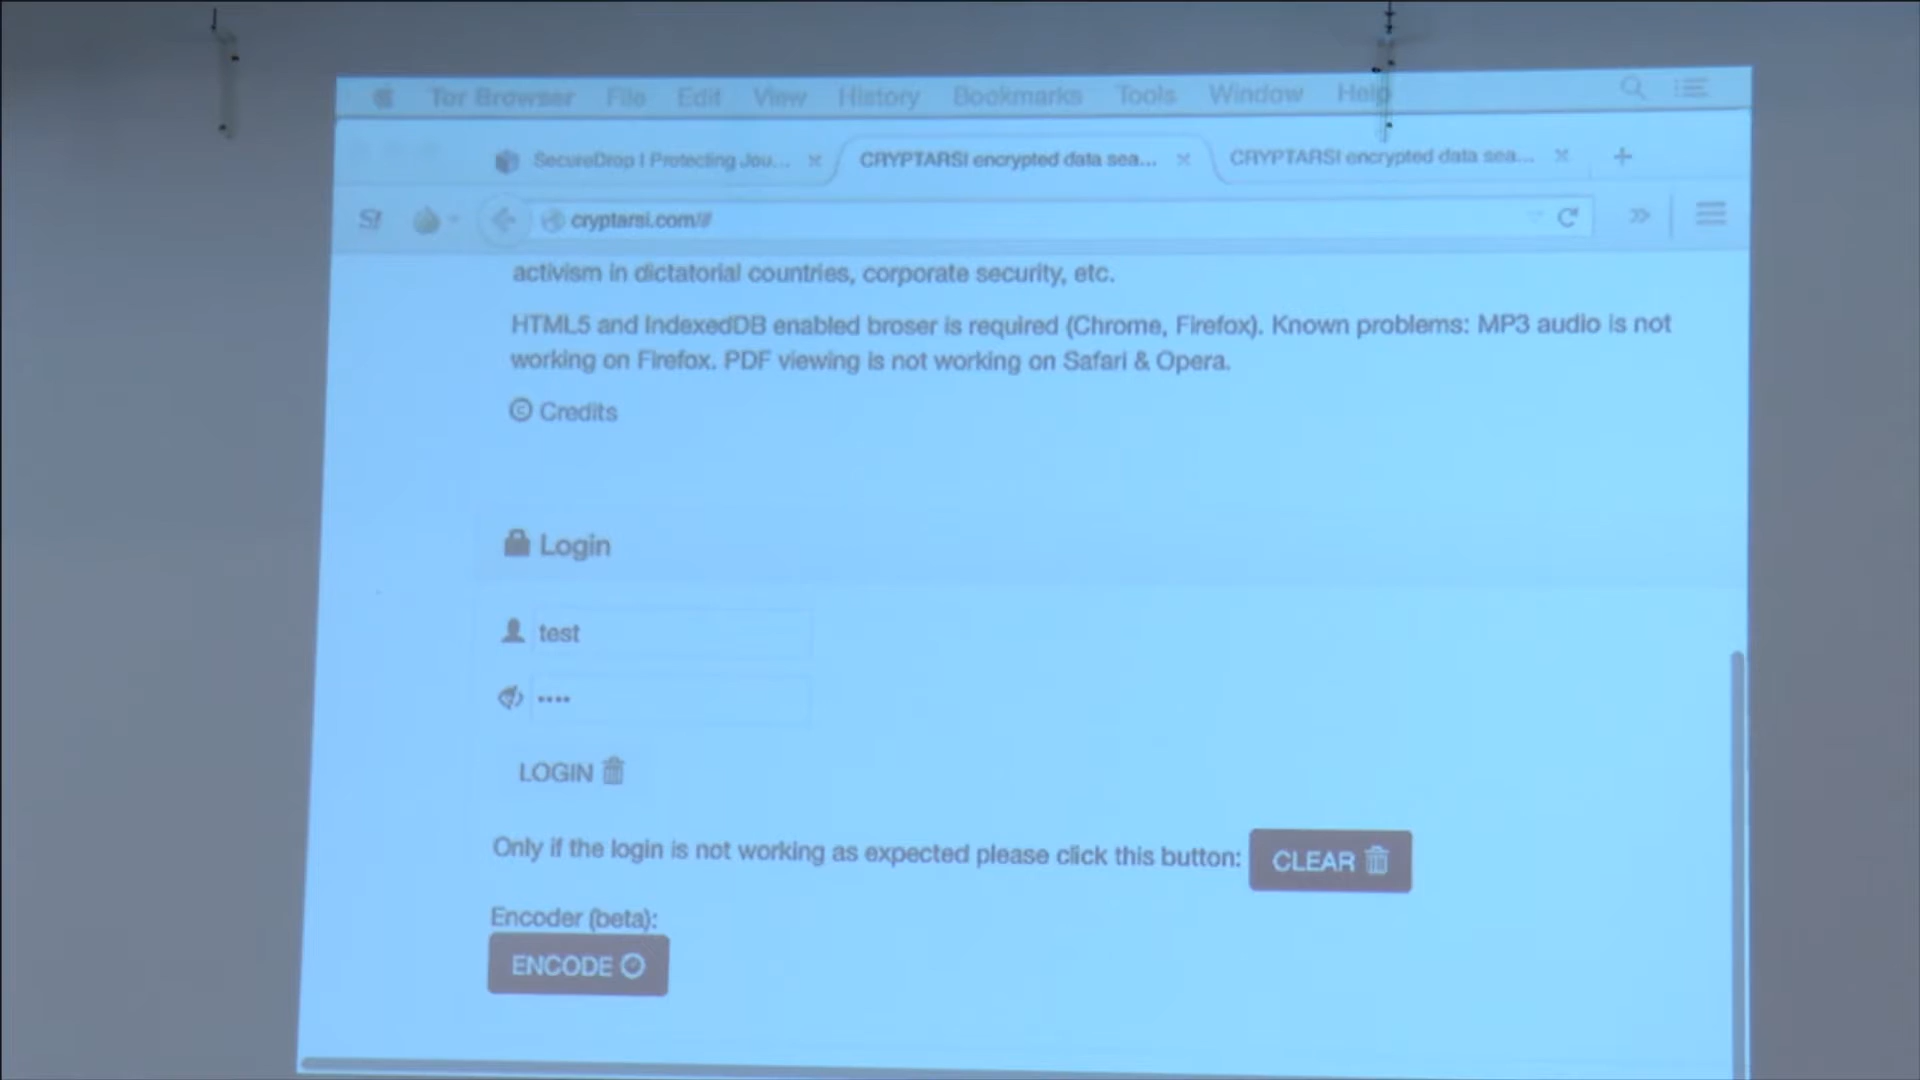 Tor Browser File Edit View History Bookmarks Tools Window Help
SecureDrop | Protecting Jou... CRYPTARSI encrypted data sea... CRYPTARSI encrypted data sea...
cryptarsi.com/#
activism in dictatorial countries, corporate security, etc.
HTML5 and IndexedDB enabled broser is required (Chrome, Firefox). Known problems: MP3 audio is not
working on Firefox. PDF viewing is not working on Safari & Opera.
© Credits
Login
test
••••
LOGIN
Only if the login is not working as expected please click this button: CLEAR
Encoder (beta):
ENCODE